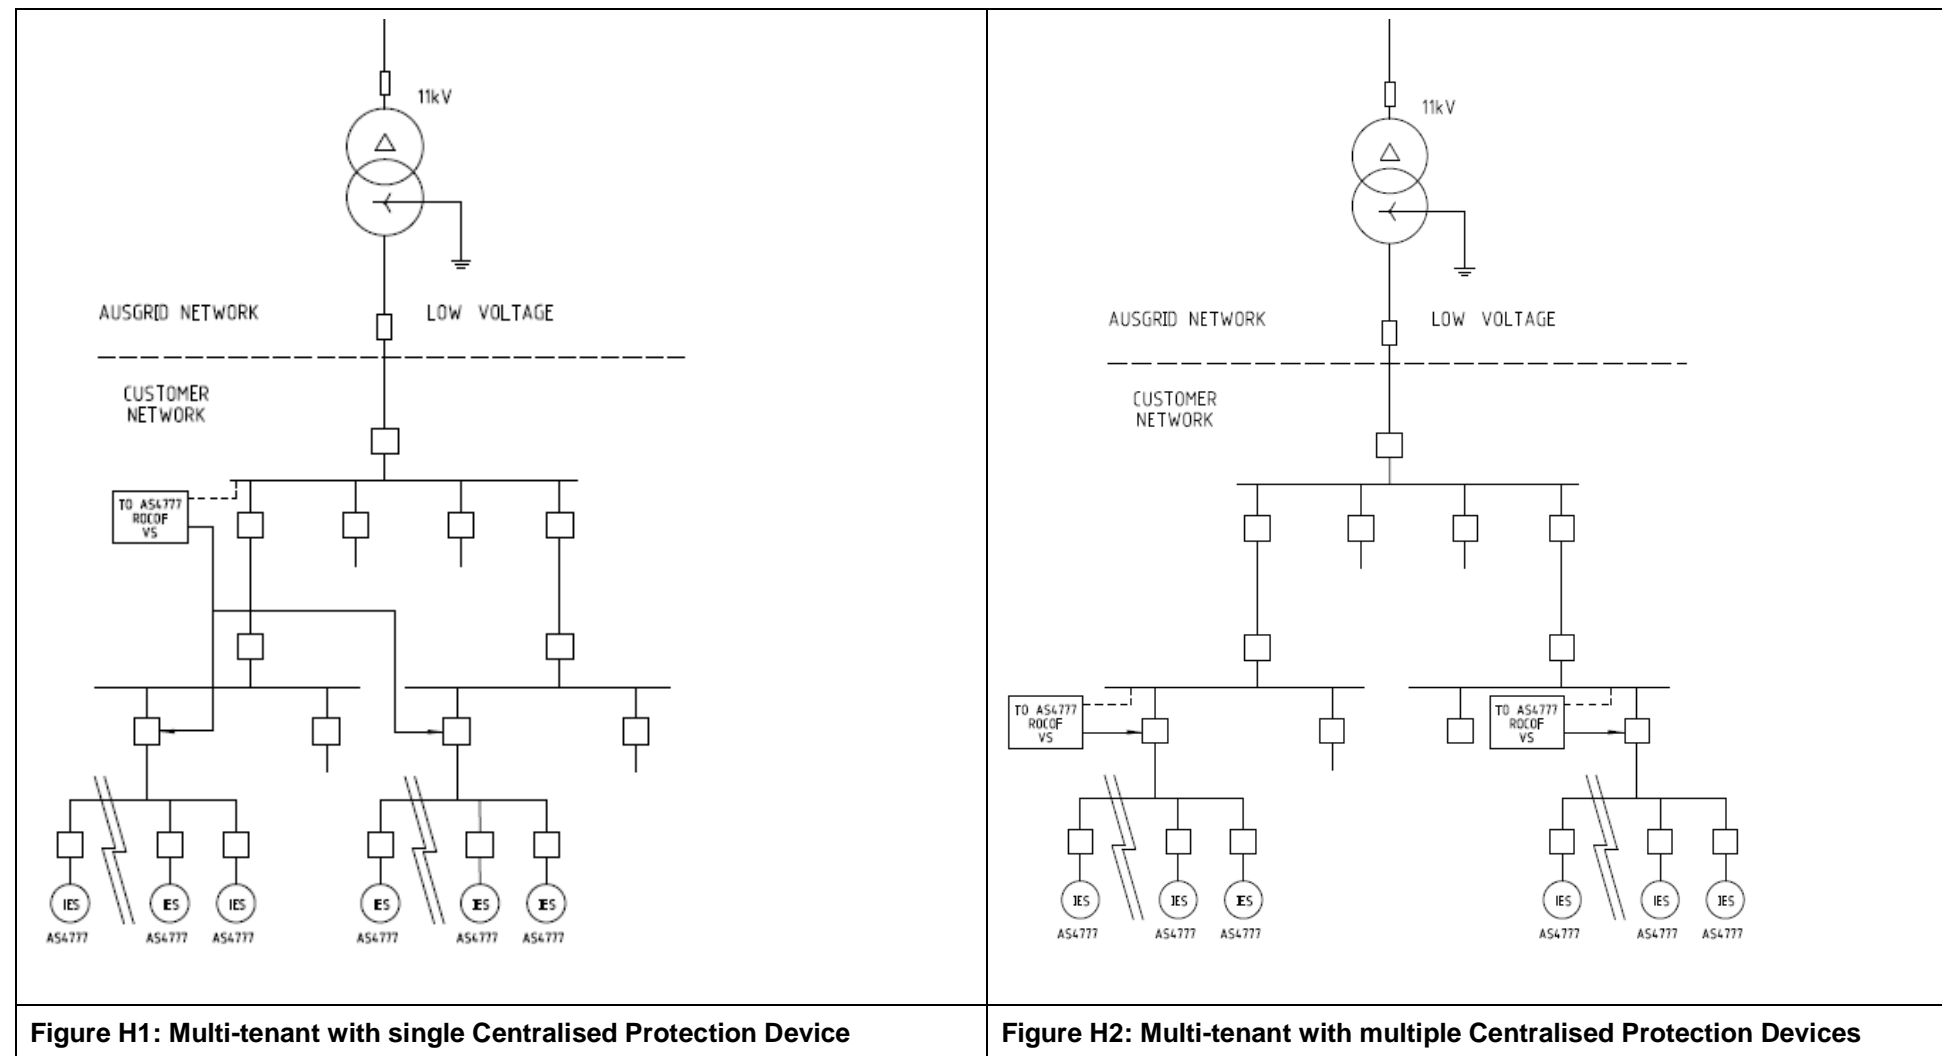 11kV
AUSGRID NETWORK
LOW VOLTAGE
CUSTOMER
NETWORK
TO AS4777
ROCOF
VS
IES
IES
IES
IES
IES
IES
AS4777
AS4777
AS4777
AS4777
AS4777
AS4777
Figure H1: Multi-tenant with single Centralised Protection Device
11kV
AUSGRID NETWORK
LOW VOLTAGE
CUSTOMER
NETWORK
TO AS4777
ROCOF
VS
TO AS4777
ROCOF
VS
IES
IES
IES
IES
IES
IES
AS4777
AS4777
AS4777
AS4777
AS4777
AS4777
Figure H2: Multi-tenant with multiple Centralised Protection Devices